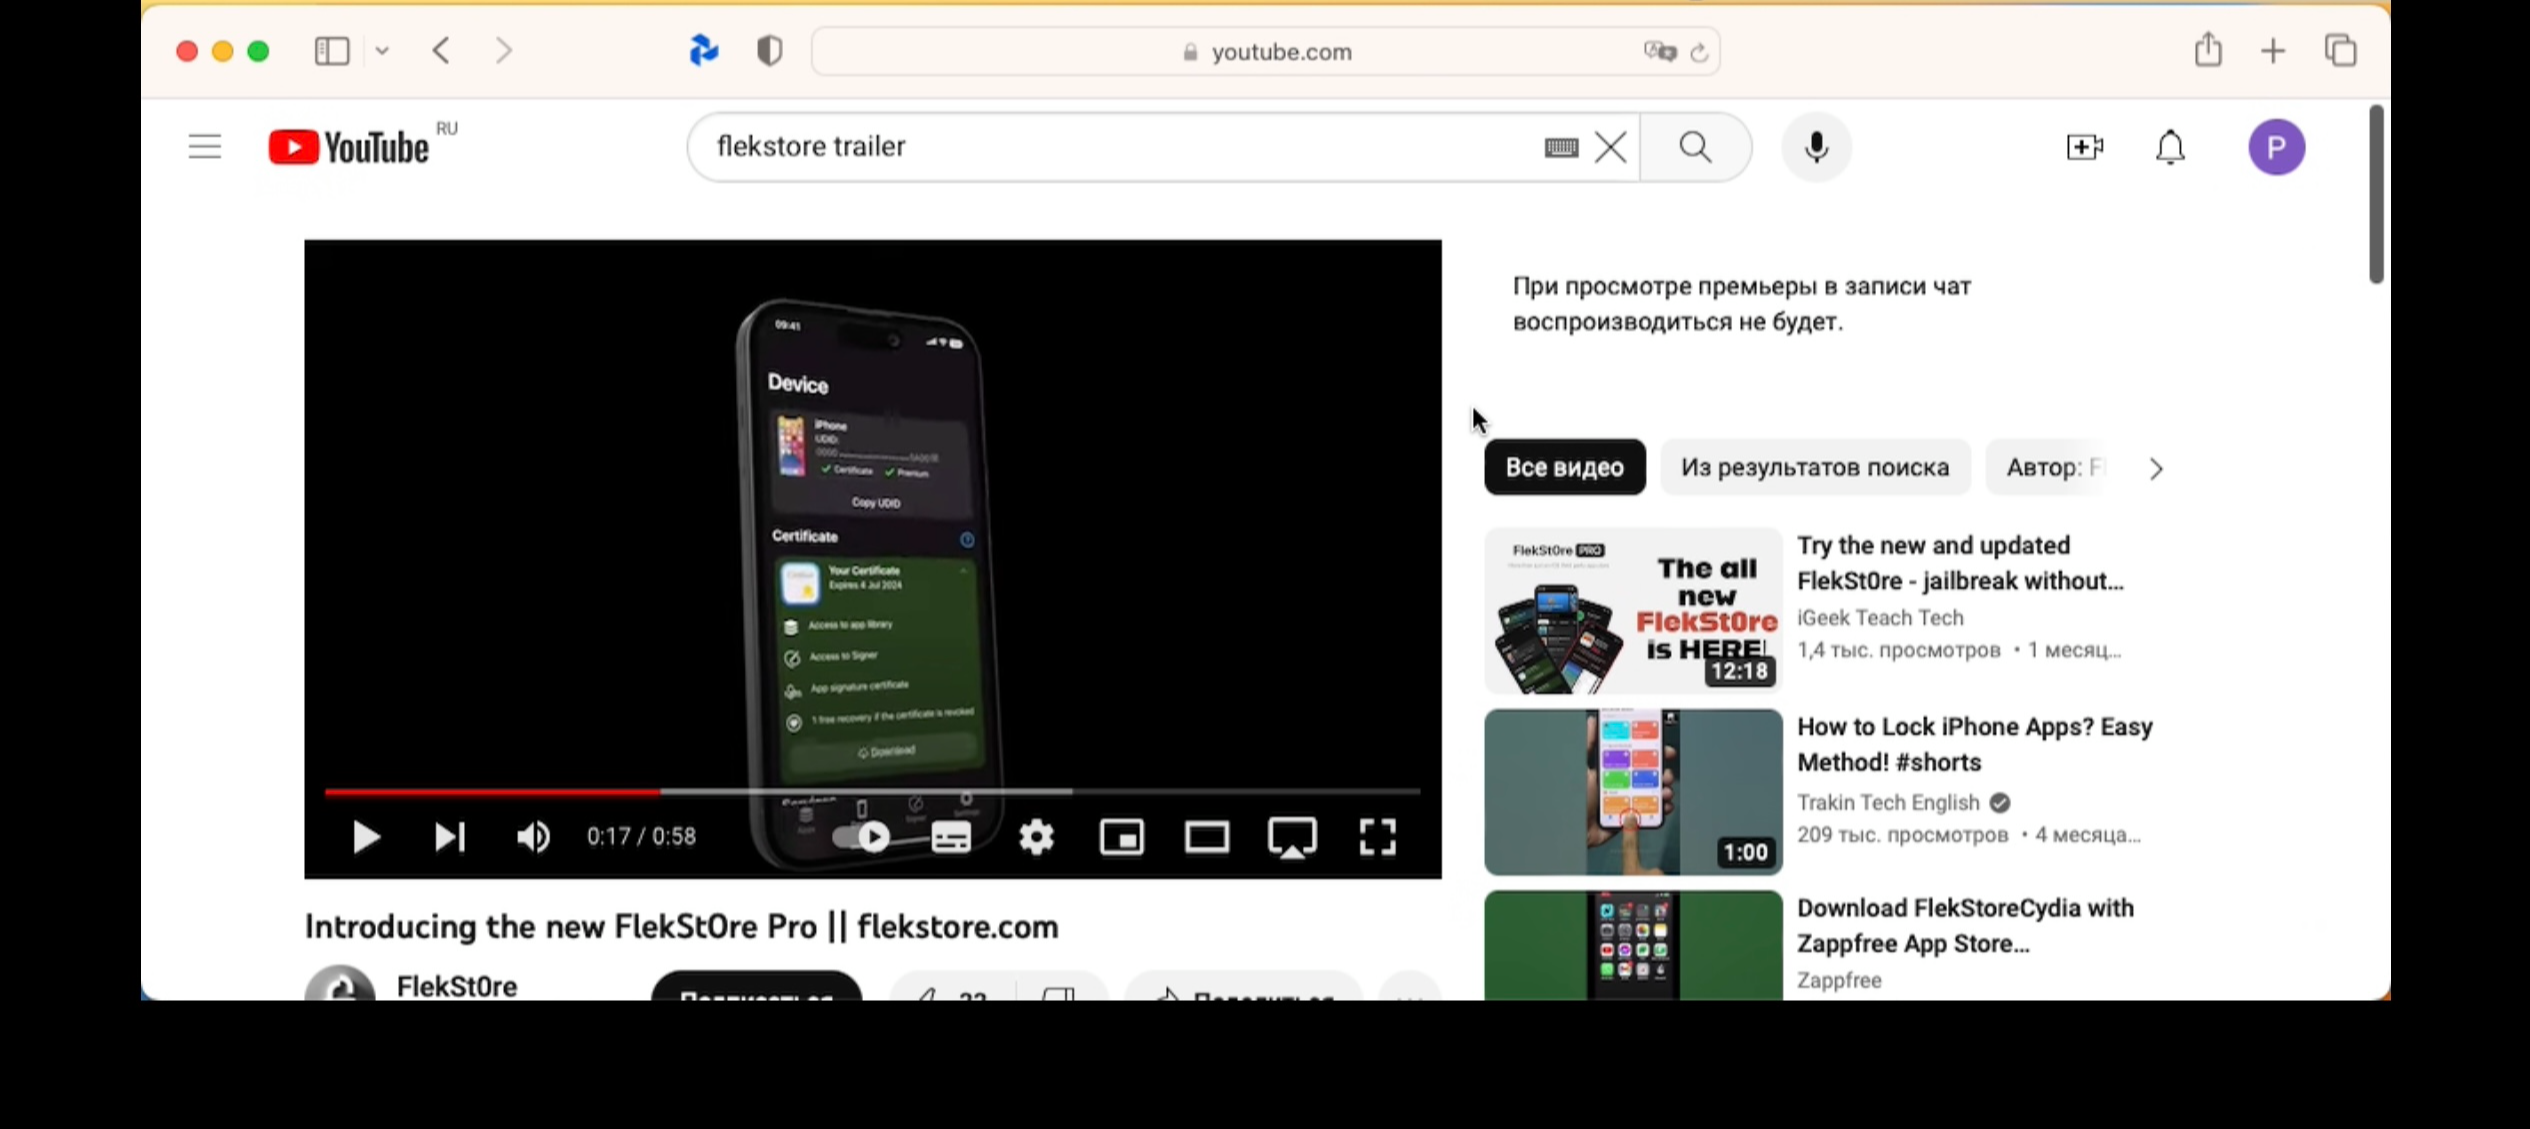 youtube.com
YouTube RU
flekstore trailer
P
09:41
Device
iPhone
UDID:
Certificate Premium
Copy UDID
Certificate
Your Certificate
Expires 4 Jul 2024
Access to app library
Access to Signer
App signature certificate
1 free recovery if the certificate is revoked
Download
0:17 / 0:58
Introducing the new FlekSt0re Pro || flekstore.com
FlekSt0re
Подписаться
Поделиться
При просмотре премьеры в записи чат
воспроизводиться не будет.
Все видео
Из результатов поиска
Автор: F
FlekSt0re PRO
The all
new
FlekSt0re
is HERE!
12:18
Try the new and updated
FlekSt0re - jailbreak without...
iGeek Teach Tech
1,4 тыс. просмотров • 1 месяц...
1:00
How to Lock iPhone Apps? Easy
Method! #shorts
Trakin Tech English
209 тыс. просмотров • 4 месяца...
Download FlekStoreCydia with
Zappfree App Store...
Zappfree